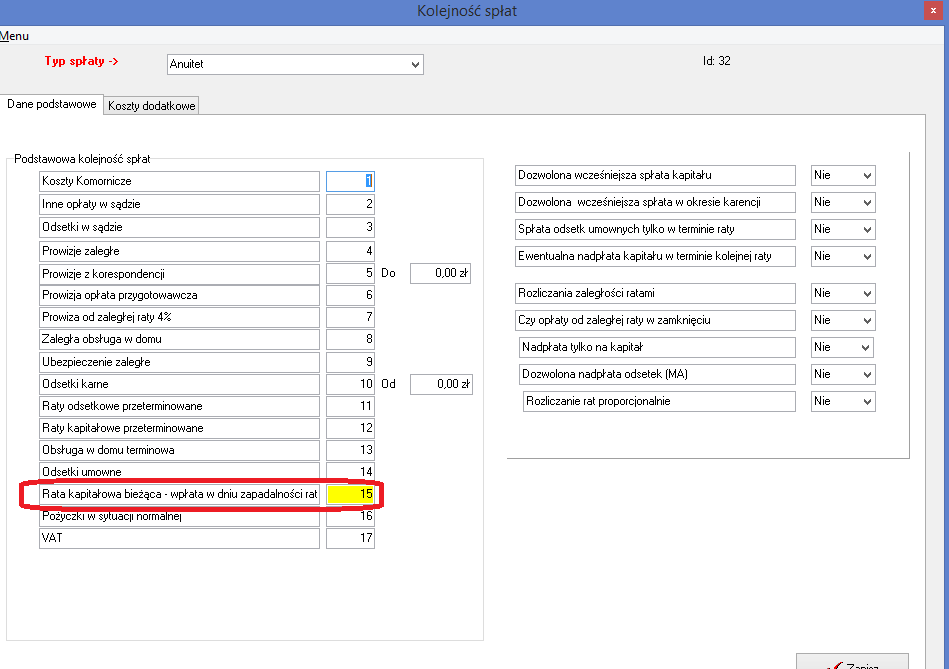 Kolejność spłat
Menu
Typ spłaty ->
Anuitet
Id: 32
Dane podstawowe
Koszty dodatkowe
Podstawowa kolejność spłat
Koszty Komornicze 1
Inne opłaty w sądzie 2
Odsetki w sądzie 3
Prowizje zaległe 4
Prowizje z korespondencji 5 Do 0,00 zł
Prowizja opłata przygotowawcza 6
Prowiza od zaległej raty 4% 7
Zaległa obsługa w domu 8
Ubezpieczenie zaległe 9
Odsetki karne 10 Od 0,00 zł
Raty odsetkowe przeterminowane 11
Raty kapitałowe przeterminowane 12
Obsługa w domu terminowa 13
Odsetki umowne 14
Rata kapitałowa bieżąca - wpłata w dniu zapadalności rat 15
Pożyczki w sytuacji normalnej 16
VAT 17
Dozwolona wcześniejsza spłata kapitału Nie
Dozwolona wcześniejsza spłata w okresie karencji Nie
Spłata odsetk umownych tylko w terminie raty Nie
Ewentualna nadpłata kapitału w terminie kolejnej raty Nie
Rozliczania zaległości ratami Nie
Czy opłaty od zaległej raty w zamknięciu Nie
Nadpłata tylko na kapitał Nie
Dozwolona nadpłata odsetek (MA) Nie
Rozliczanie rat proporcjonalnie Nie
Zapisz